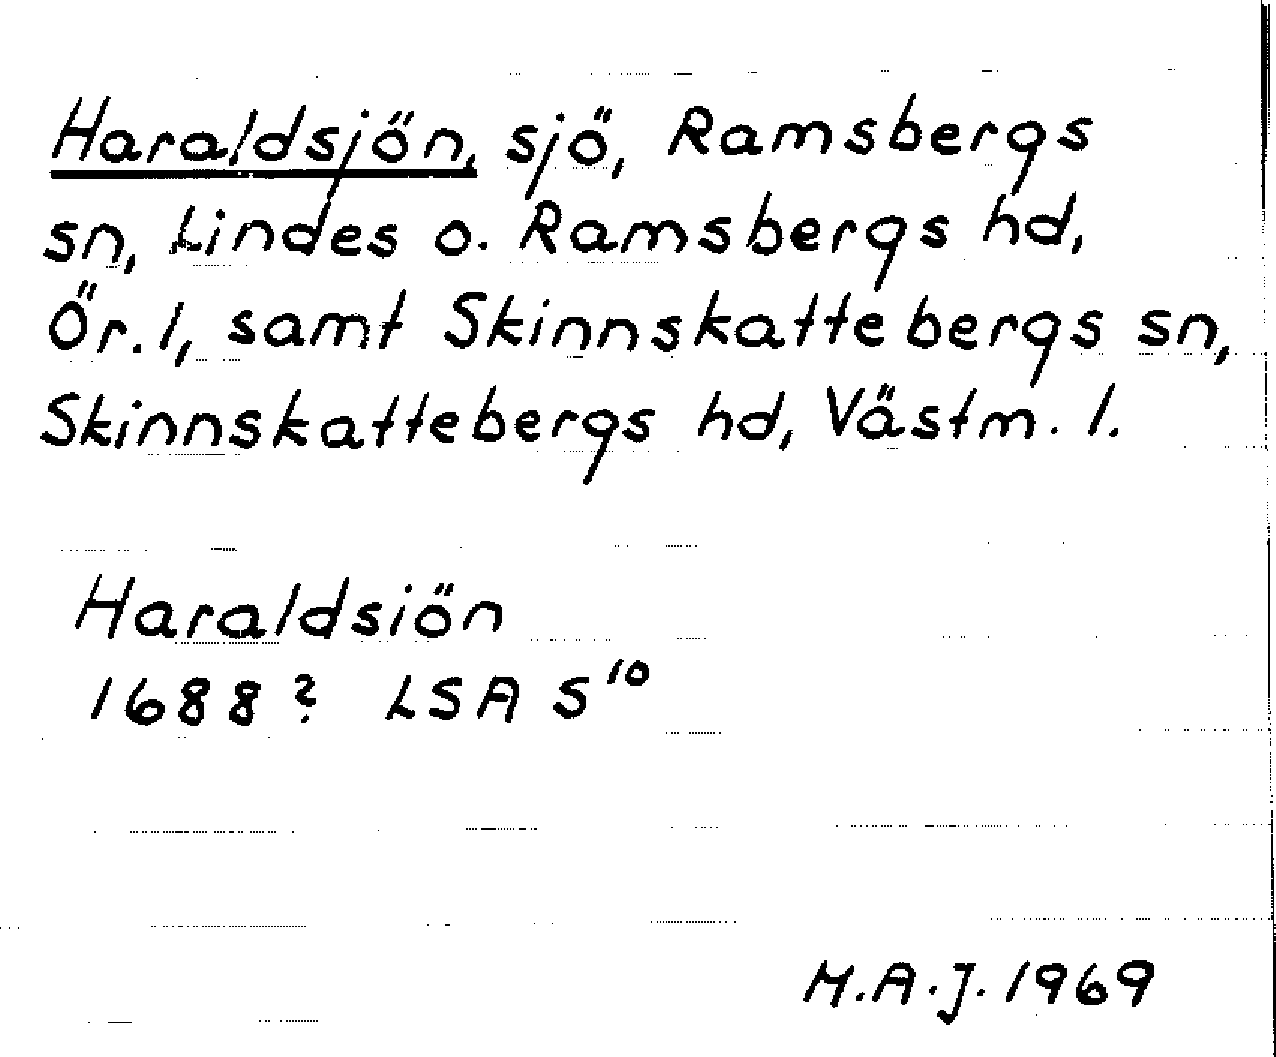 Haraldsjön, sjö, Ramsbergs
sn, Lindes o. Ramsbergs hd,
Ör. l, samt Skinnskattebergs sn,
Skinnskattebergs hd, Västm. l.
Haraldsiön
1688? LSA S¹⁰
M.A.J. 1969